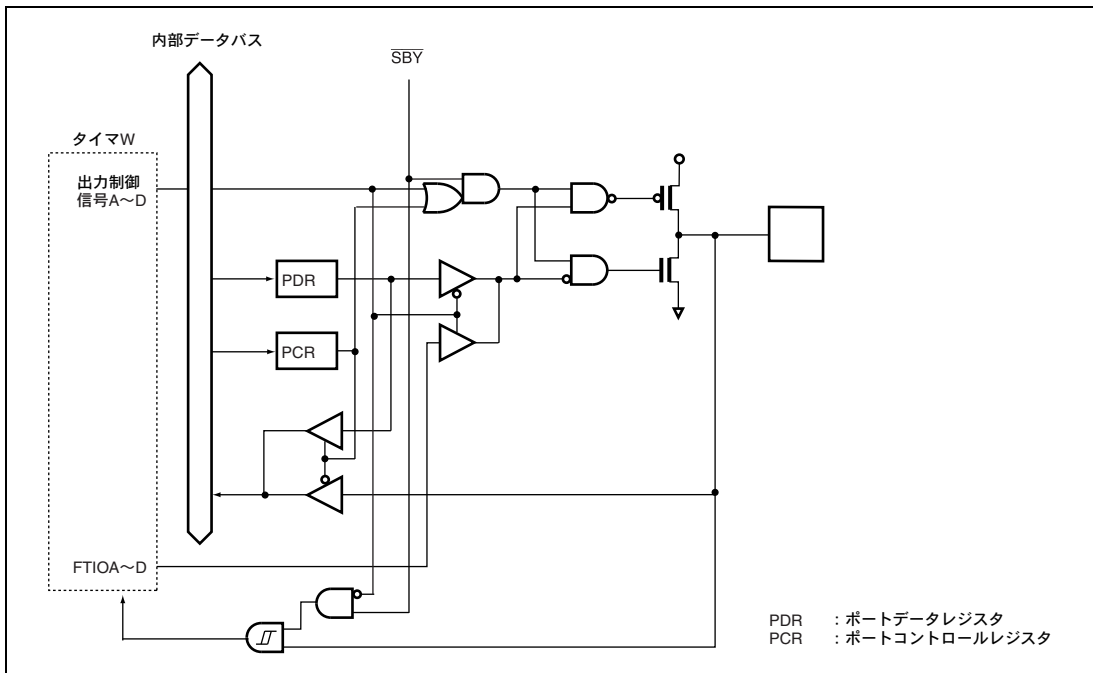 内部データバス
SBY
タイマW
出力制御
信号A～D
PDR
PCR
FTIOA～D
PDR : ポートデータレジスタ
PCR : ポートコントロールレジスタ